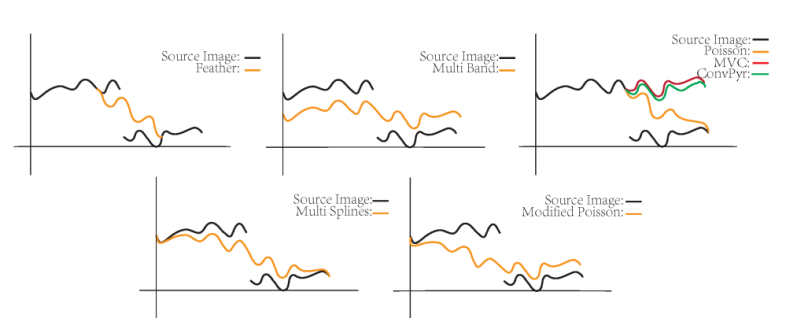 Source Image:
Feather:
Source Image:
Multi Band:
Source Image:
Poisson:
MVC:
ConvPyr:
Source Image:
Multi Splines:
Source Image:
Modified Poisson: